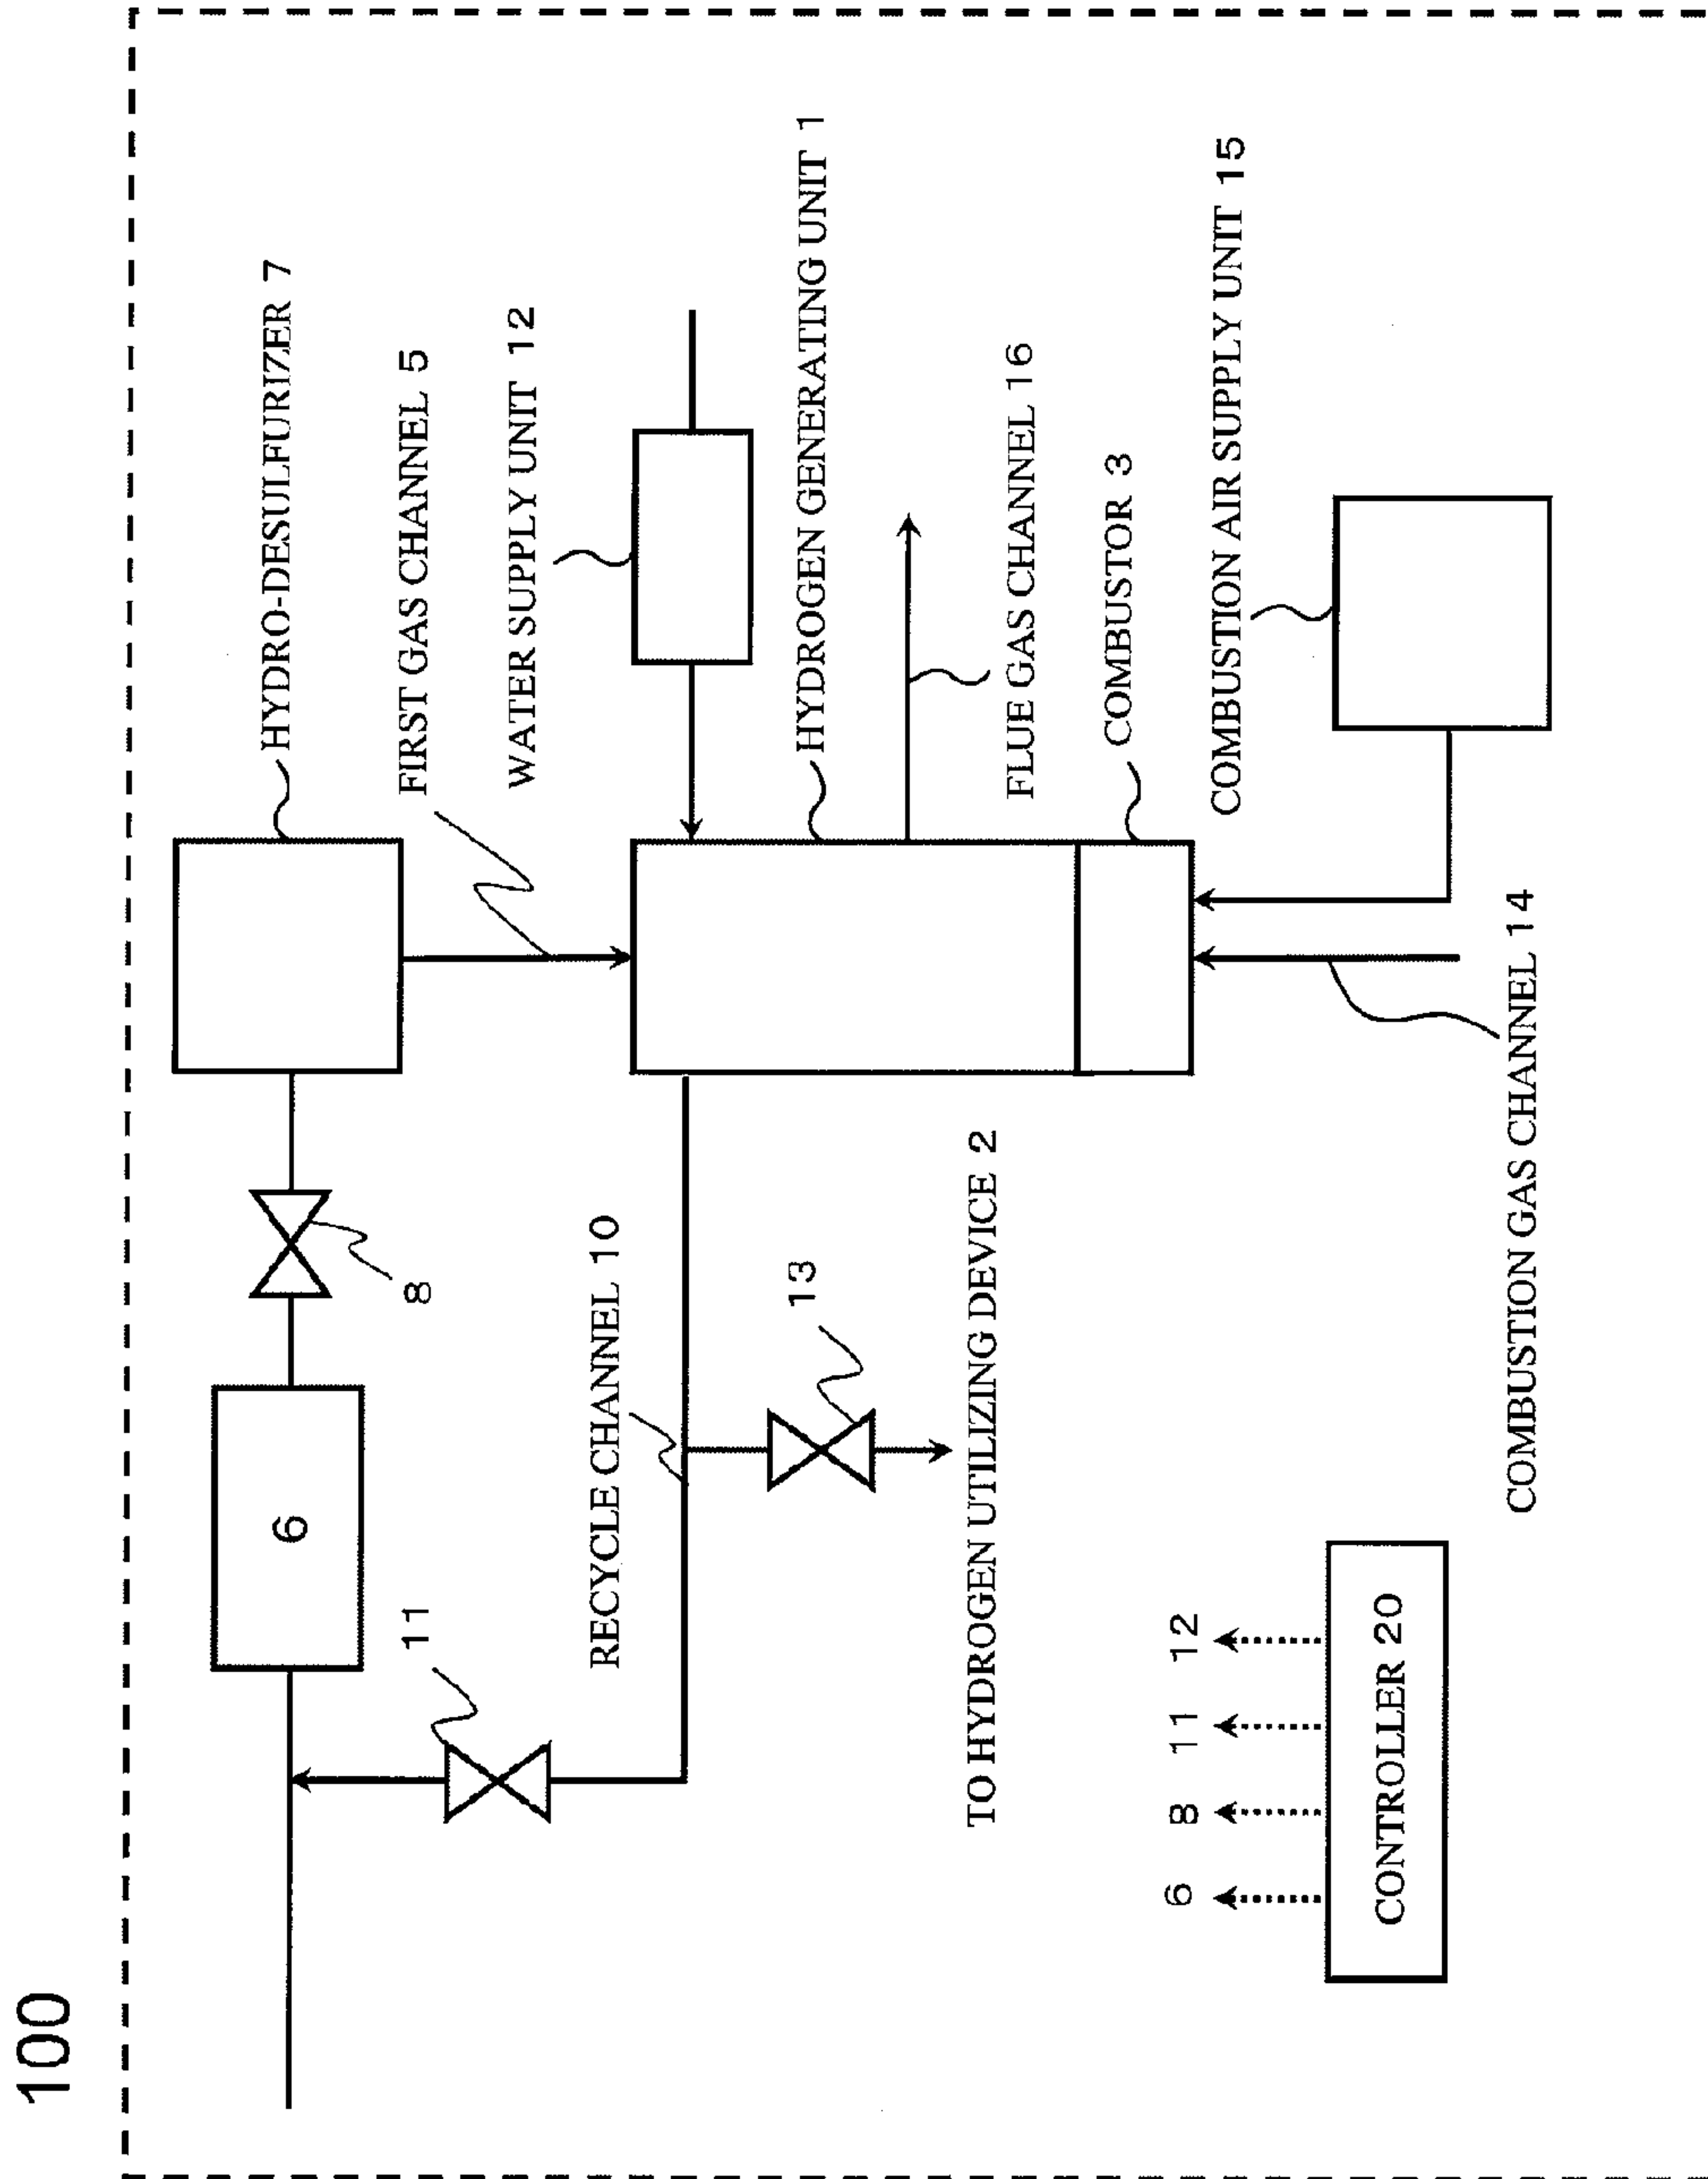 100
HYDRO-DESULFURIZER 7
FIRST GAS CHANNEL 5
WATER SUPPLY UNIT 12
HYDROGEN GENERATING UNIT 1
FLUE GAS CHANNEL 16
COMBUSTOR 3
COMBUSTION AIR SUPPLY UNIT 15
8
6
11
RECYCLE CHANNEL 10
13
TO HYDROGEN UTILIZING DEVICE 2
COMBUSTION GAS CHANNEL 14
6 8 11 12
CONTROLLER 20